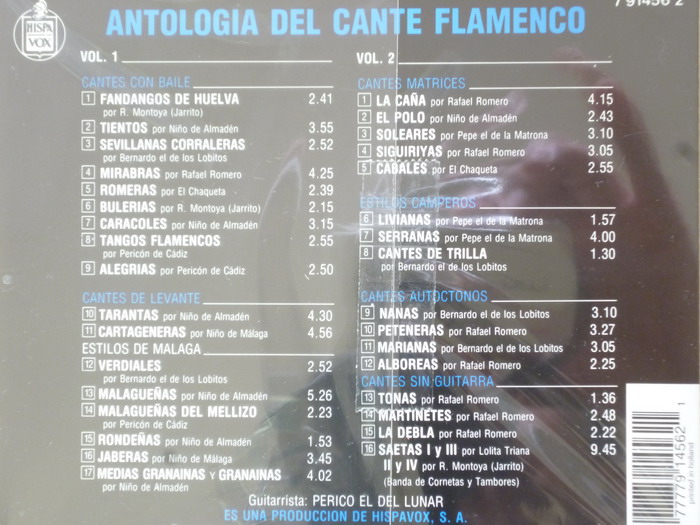 7 91456 2
HISPA
VOX
ANTOLOGIA DEL CANTE FLAMENCO
VOL. 1
CANTES CON BAILE
1 FANDANGOS DE HUELVA 2.41
por R. Montoya (Jarrito)
2 TIENTOS por Niño de Almadén 3.55
3 SEVILLANAS CORRALERAS 2.52
por Bernardo el de los Lobitos
4 MIRABRAS por Rafael Romero 4.25
5 ROMERAS por El Chaqueta 2.39
6 BULERIAS por R. Montoya (Jarrito) 2.15
7 CARACOLES por Niño de Almadén 3.15
8 TANGOS FLAMENCOS 2.55
por Pericón de Cádiz
9 ALEGRIAS por Pericón de Cádiz 2.50
CANTES DE LEVANTE
10 TARANTAS por Niño de Almadén 4.30
11 CARTAGENERAS por Niño de Málaga 4.56
ESTILOS DE MALAGA
12 VERDIALES 2.52
por Bernardo el de los Lobitos
13 MALAGUEÑAS por Niño de Almadén 5.26
14 MALAGUEÑAS DEL MELLIZO 2.23
por Pericón de Cádiz
15 RONDEÑAS por Niño de Almadén 1.53
16 JABERAS por Niño de Málaga 3.45
17 MEDIAS GRANAINAS y GRANAINAS 4.02
por Niño de Almadén
VOL. 2
CANTES MATRICES
1 LA CAÑA por Rafael Romero 4.15
2 EL POLO por Niño de Almadén 2.43
3 SOLEARES por Pepe el de la Matrona 3.10
4 SIGUIRIYAS por Rafael Romero 3.05
5 CABALES por El Chaqueta 2.55
ESTILOS CAMPEROS
6 LIVIANAS por Pepe el de la Matrona 1.57
7 SERRANAS por Pepe el de la Matrona 4.00
8 CANTES DE TRILLA 1.30
por Bernardo el de los Lobitos
CANTES AUTOCTONOS
9 NANAS por Bernardo el de los Lobitos 3.10
10 PETENERAS por Rafael Romero 3.27
11 MARIANAS por Bernardo el de los Lobitos 3.05
12 ALBOREAS por Rafael Romero 2.25
CANTES SIN GUITARRA
13 TONAS por Rafael Romero 1.36
14 MARTINETES por Rafael Romero 2.48
15 LA DEBLA por Rafael Romero 2.22
16 SAETAS I y III por Lolita Triana 9.45
II y IV por R. Montoya (Jarrito)
(Banda de Cornetas y Tambores)
Guitarrista: PERICO EL DEL LUNAR
ES UNA PRODUCCION DE HISPAVOX, S. A.
77779 14562 1
printed in Holland